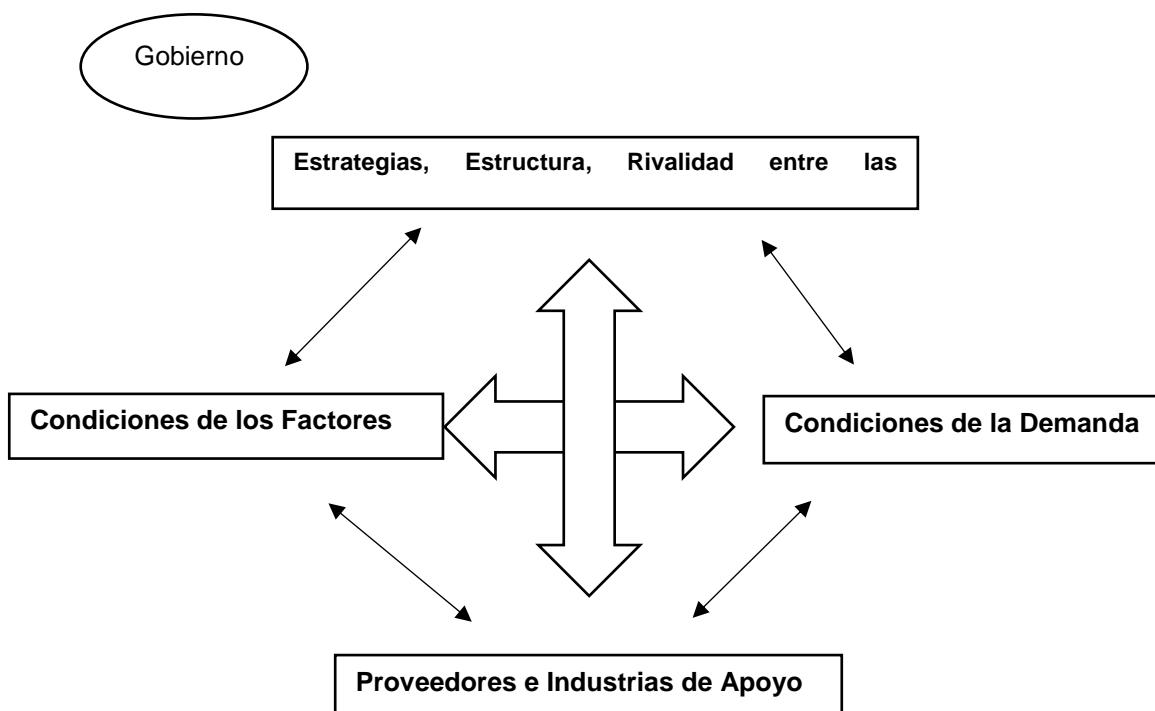 Gobierno
Estrategias, Estructura, Rivalidad entre las
Condiciones de los Factores
Condiciones de la Demanda
Proveedores e Industrias de Apoyo